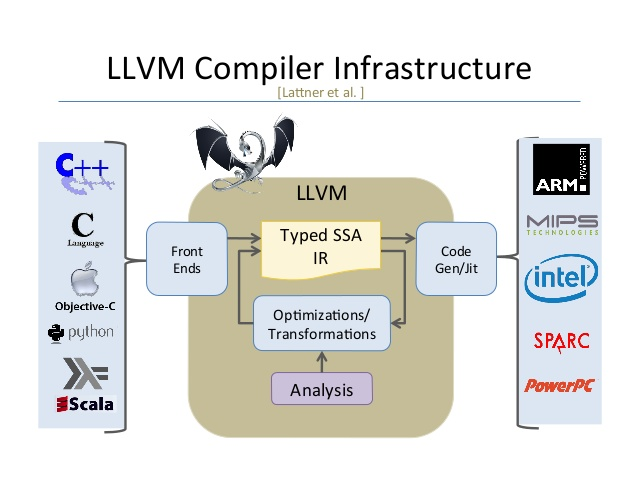 LLVM Compiler Infrastructure
[Lattner et al. ]
C++
C
Language
Objective-C
python
Scala
LLVM
Front
Ends
Typed SSA
IR
Code
Gen/Jit
Optimizations/
Transformations
Analysis
ARM POWERED
MIPS
TECHNOLOGIES
intel
SPARC
PowerPC